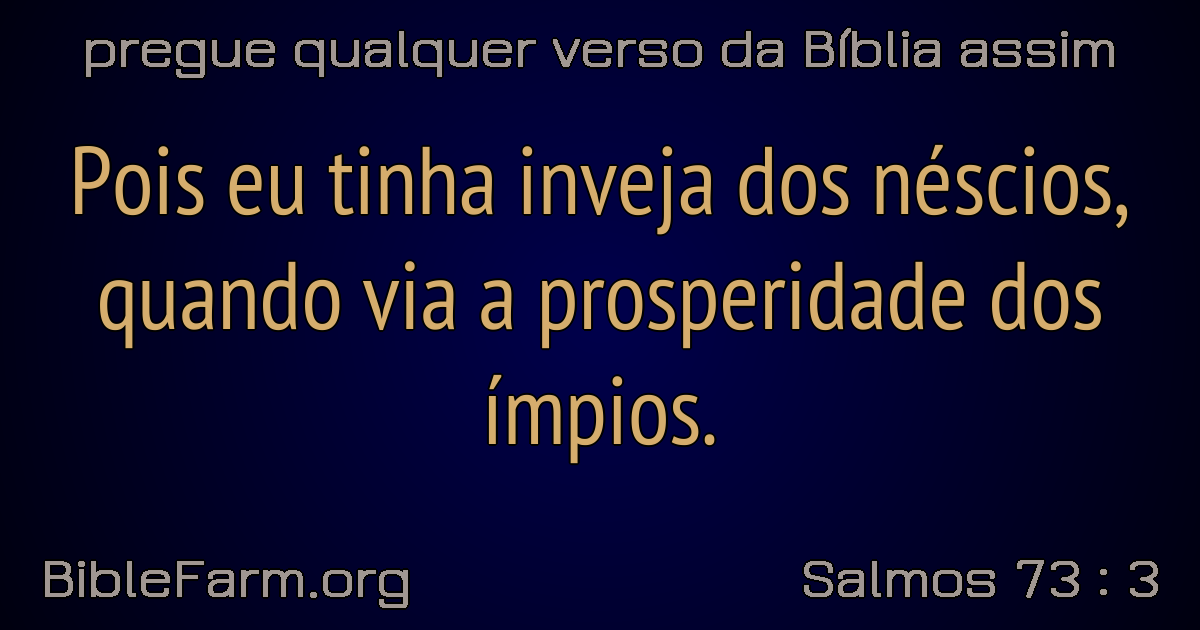 pregue qualquer verso da Bíblia assim
Pois eu tinha inveja dos néscios,
quando via a prosperidade dos
ímpios.
BibleFarm.org
Salmos 73 : 3